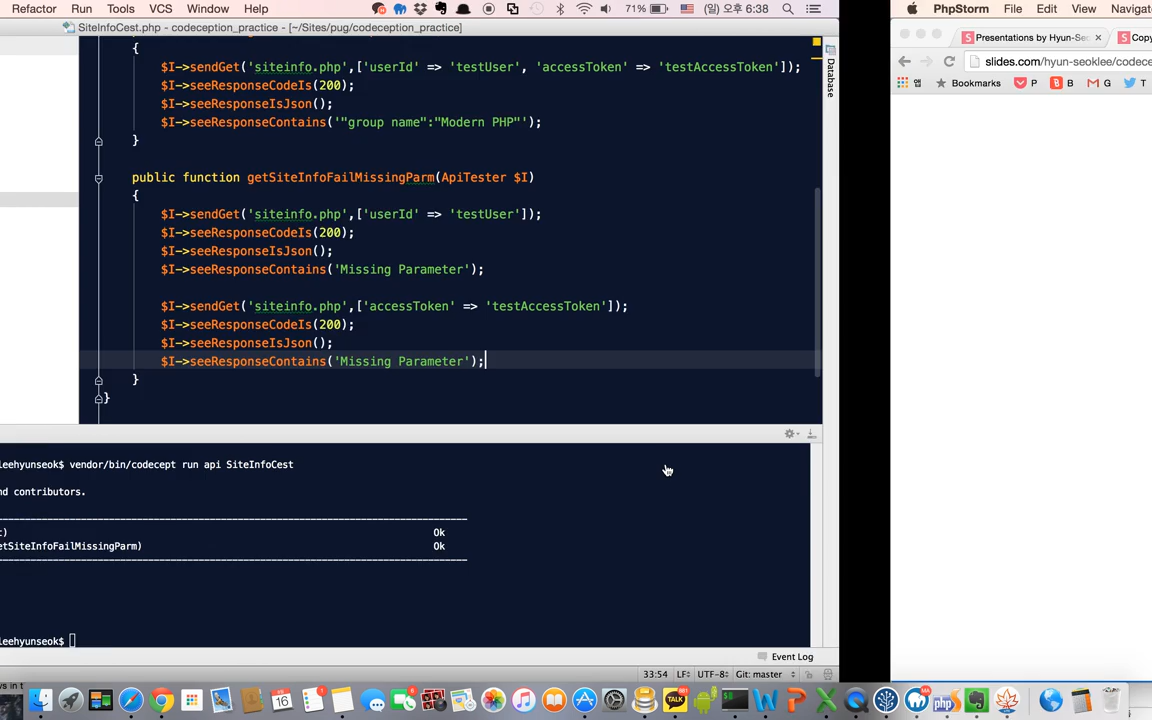 Refactor Run Tools VCS Window Help 71% (일) 오후 6:38
PhpStorm File Edit View Navigat
SiteInfoCest.php - codeception_practice - [~/Sites/pug/codeception_practice]
Presentations by Hyun-Seo × Copy
slides.com/hyun-seoklee/codece
앱 Bookmarks P B G T
Database
{
$I->sendGet('siteinfo.php',['userId' => 'testUser', 'accessToken' => 'testAccessToken']);
$I->seeResponseCodeIs(200);
$I->seeResponseIsJson();
$I->seeResponseContains('"group name":"Modern PHP"');
}
public function getSiteInfoFailMissingParm(ApiTester $I)
{
$I->sendGet('siteinfo.php',['userId' => 'testUser']);
$I->seeResponseCodeIs(200);
$I->seeResponseIsJson();
$I->seeResponseContains('Missing Parameter');
$I->sendGet('siteinfo.php',['accessToken' => 'testAccessToken']);
$I->seeResponseCodeIs(200);
$I->seeResponseIsJson();
$I->seeResponseContains('Missing Parameter');
}
}
leehyunseok$ vendor/bin/codecept run api SiteInfoCest
nd contributors.
t) Ok
etSiteInfoFailMissingParm) Ok
leehyunseok$
Event Log
33:54 LF÷ UTF-8÷ Git: master